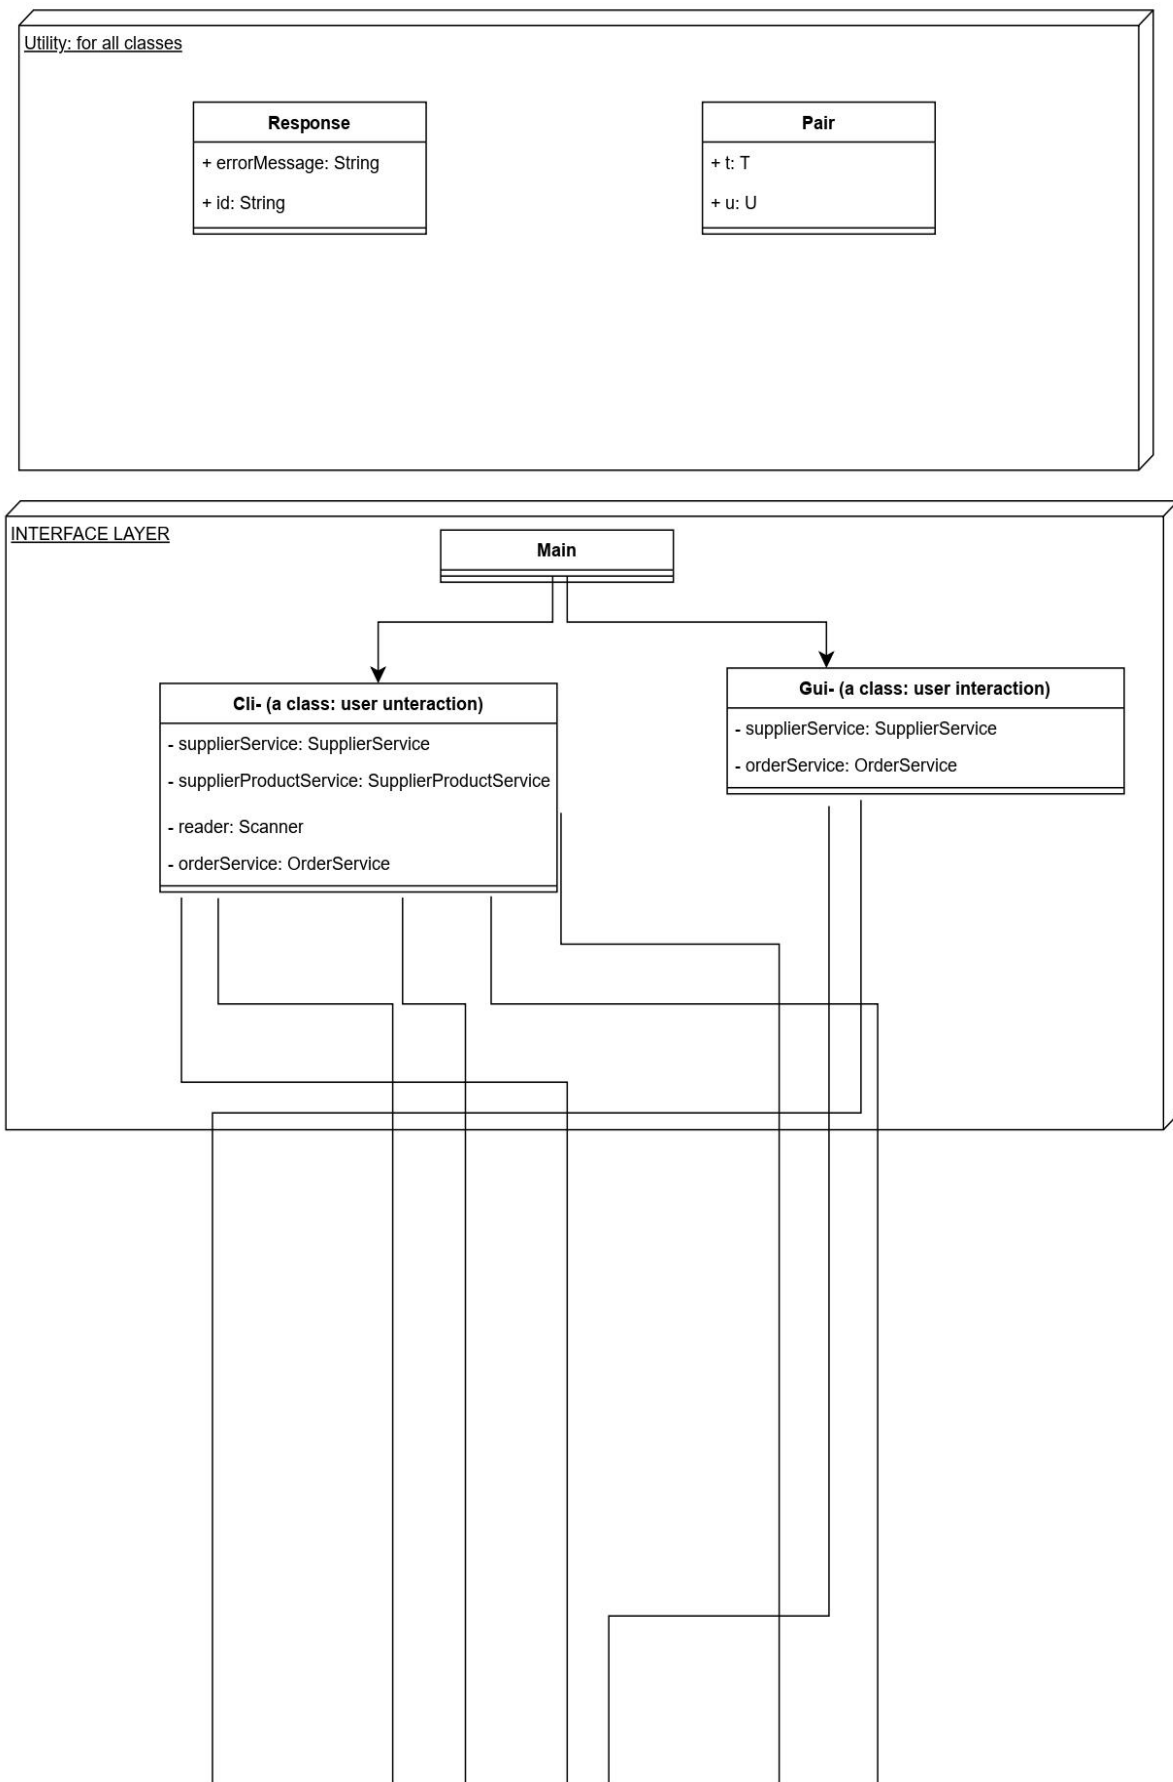 Utility: for all classes
Response
+ errorMessage: String
+ id: String
Pair
+ t: T
+ u: U
INTERFACE LAYER
Main
Cli- (a class: user unteraction)
- supplierService: SupplierService
- supplierProductService: SupplierProductService
- reader: Scanner
- orderService: OrderService
Gui- (a class: user interaction)
- supplierService: SupplierService
- orderService: OrderService